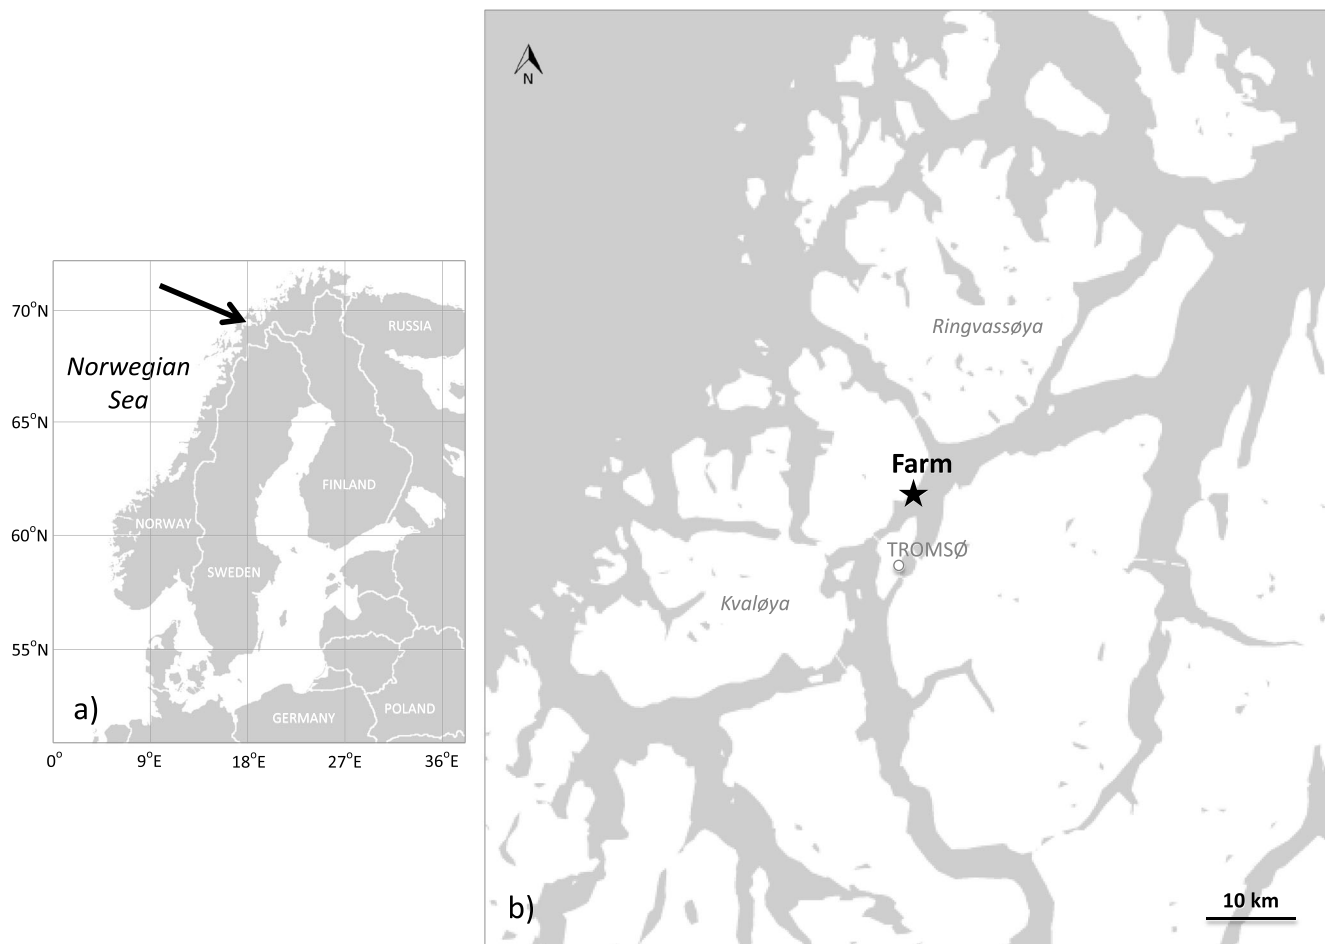 70°N
65°N
60°N
55°N
0°
9°E
18°E
27°E
36°E
Norwegian
Sea
RUSSIA
FINLAND
NORWAY
SWEDEN
GERMANY
POLAND
a)
N
Ringvassøya
Farm
TROMSØ
Kvaløya
b)
10 km